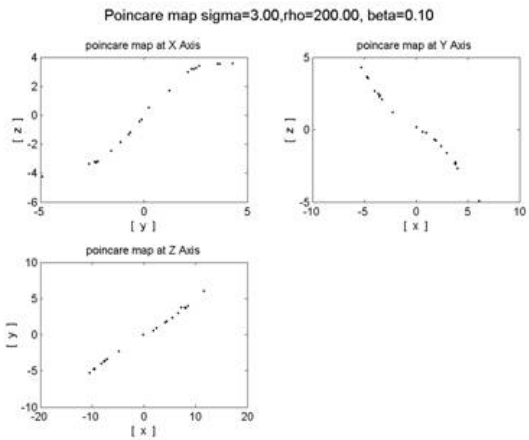 Poincare map sigma=3.00,rho=200.00, beta=0.10
poincare map at X Axis
4
2
0
-2
-4
-6
[ z ]
-5
0
5
[ y ]
poincare map at Y Axis
5
0
-5
[ z ]
-10
-5
0
5
10
[ x ]
poincare map at Z Axis
10
5
0
-5
-10
[ y ]
-20
-10
0
10
20
[ x ]